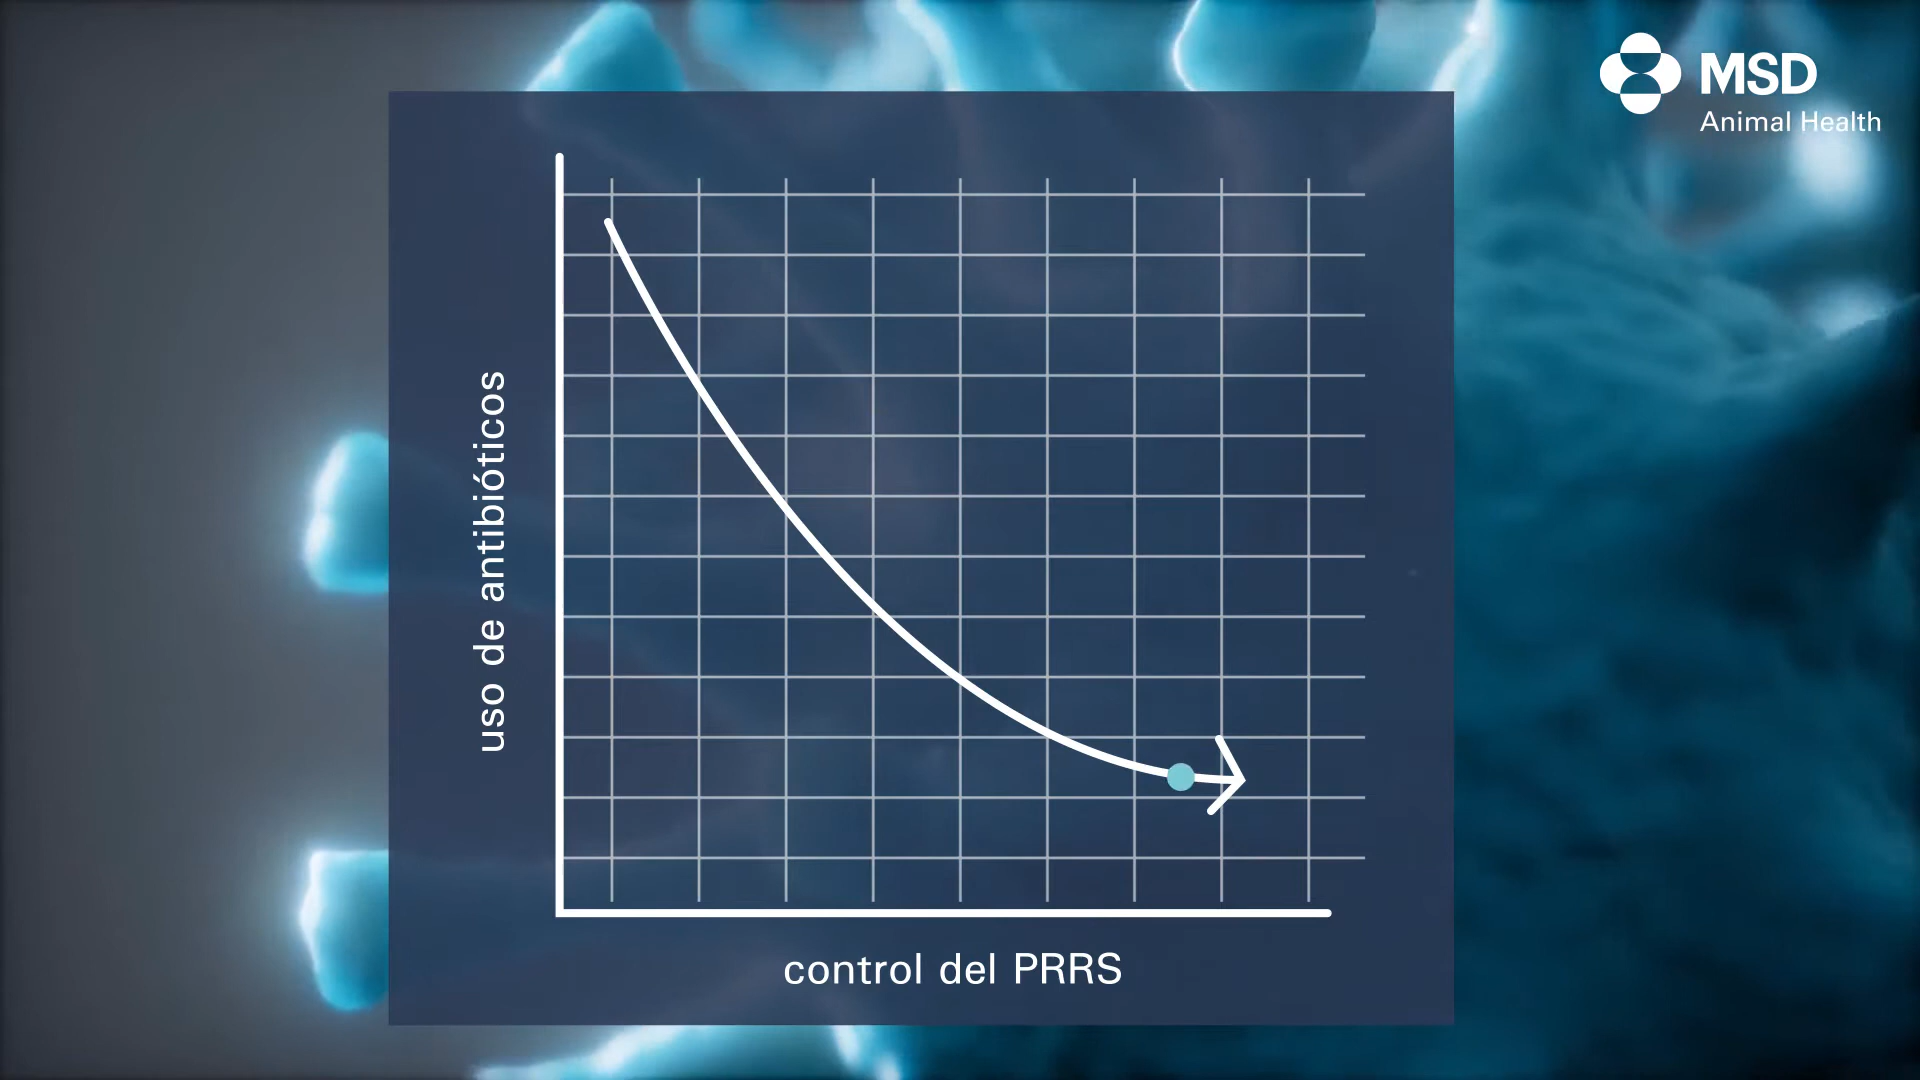 MSD
Animal Health
uso de antibióticos
control del PRRS